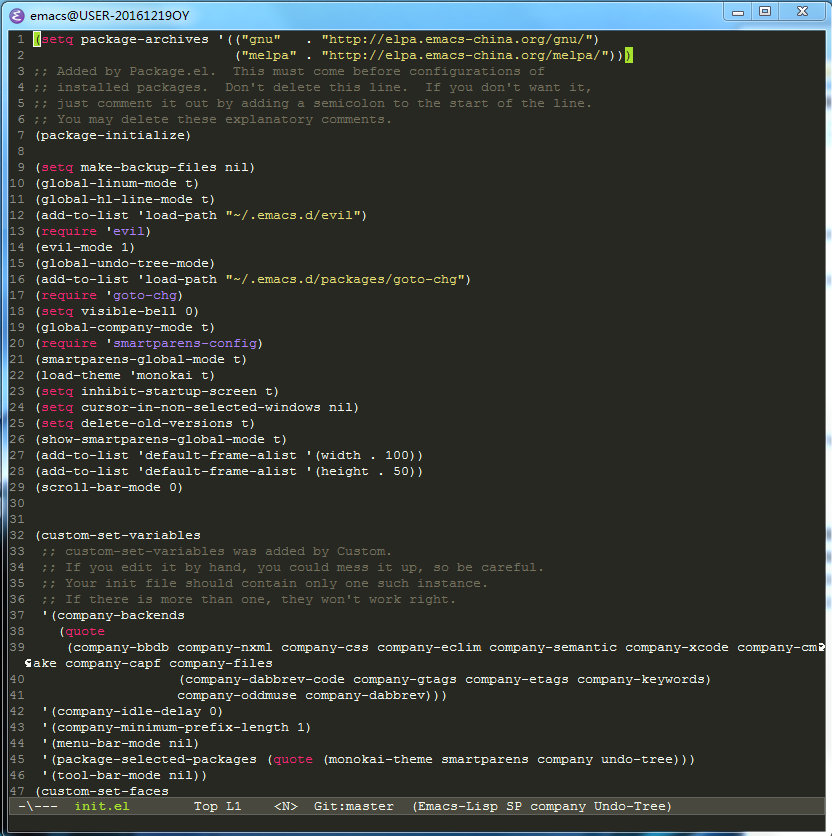 emacs@USER-20161219OY
1 (setq package-archives '(("gnu"   . "http://elpa.emacs-china.org/gnu/")
2                          ("melpa" . "http://elpa.emacs-china.org/melpa/")))
3 ;; Added by Package.el.  This must come before configurations of
4 ;; installed packages.  Don't delete this line.  If you don't want it,
5 ;; just comment it out by adding a semicolon to the start of the line.
6 ;; You may delete these explanatory comments.
7 (package-initialize)
8
9 (setq make-backup-files nil)
10 (global-linum-mode t)
11 (global-hl-line-mode t)
12 (add-to-list 'load-path "~/.emacs.d/evil")
13 (require 'evil)
14 (evil-mode 1)
15 (global-undo-tree-mode)
16 (add-to-list 'load-path "~/.emacs.d/packages/goto-chg")
17 (require 'goto-chg)
18 (setq visible-bell 0)
19 (global-company-mode t)
20 (require 'smartparens-config)
21 (smartparens-global-mode t)
22 (load-theme 'monokai t)
23 (setq inhibit-startup-screen t)
24 (setq cursor-in-non-selected-windows nil)
25 (setq delete-old-versions t)
26 (show-smartparens-global-mode t)
27 (add-to-list 'default-frame-alist '(width . 100))
28 (add-to-list 'default-frame-alist '(height . 50))
29 (scroll-bar-mode 0)
30
31
32 (custom-set-variables
33  ;; custom-set-variables was added by Custom.
34  ;; If you edit it by hand, you could mess it up, so be careful.
35  ;; Your init file should contain only one such instance.
36  ;; If there is more than one, they won't work right.
37  '(company-backends
38    (quote
39     (company-bbdb company-nxml company-css company-eclim company-semantic company-xcode company-cm
ake company-capf company-files
40                   (company-dabbrev-code company-gtags company-etags company-keywords)
41                   company-oddmuse company-dabbrev)))
42  '(company-idle-delay 0)
43  '(company-minimum-prefix-length 1)
44  '(menu-bar-mode nil)
45  '(package-selected-packages (quote (monokai-theme smartparens company undo-tree)))
46  '(tool-bar-mode nil))
47 (custom-set-faces
-\---  init.el        Top L1    <N>  Git:master  (Emacs-Lisp SP company Undo-Tree)